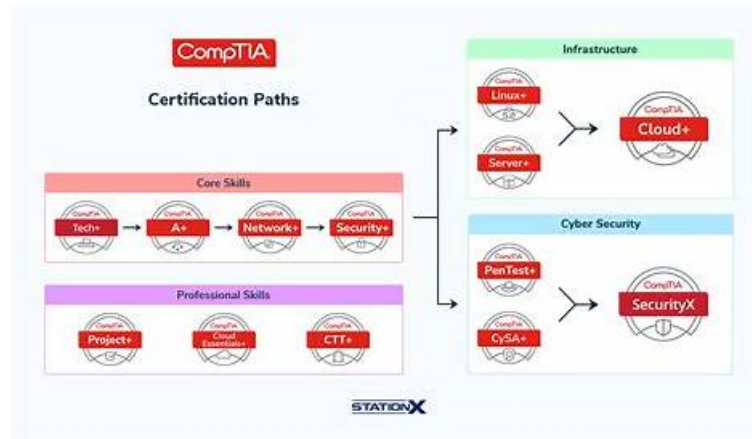 CompTIA
Certification Paths
Core Skills
CompTIA
Tech+
CompTIA
A+
CompTIA
Network+
CompTIA
Security+
Professional Skills
CompTIA
Project+
CompTIA
Cloud
Essentials+
CompTIA
CTT+
Infrastructure
CompTIA
Linux+
CompTIA
Server+
CompTIA
Cloud+
Cyber Security
CompTIA
PenTest+
CompTIA
CySA+
CompTIA
SecurityX
STATIONX